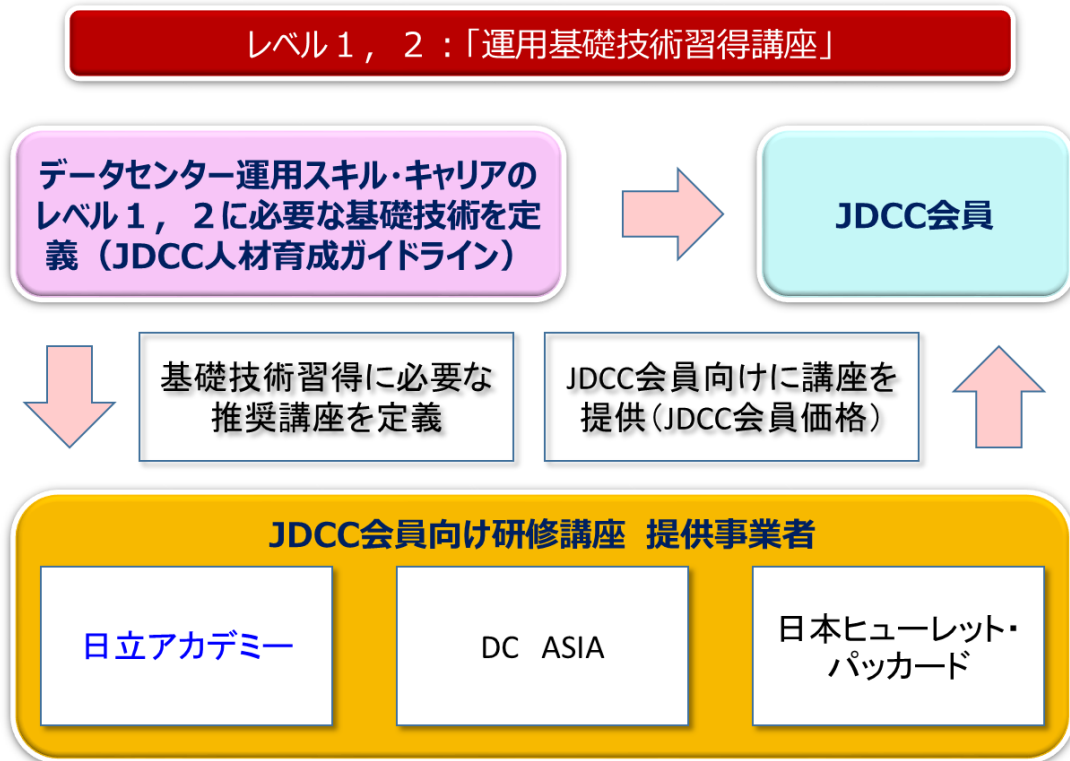 レベル１，２：「運用基礎技術習得講座」
データセンター運用スキル・キャリアの
レベル１，２に必要な基礎技術を定
義（JDCC人材育成ガイドライン）
JDCC会員
基礎技術習得に必要な
推奨講座を定義
JDCC会員向けに講座を
提供（JDCC会員価格）
JDCC会員向け研修講座 提供事業者
日立アカデミー
DC ASIA
日本ヒューレット・
パッカード